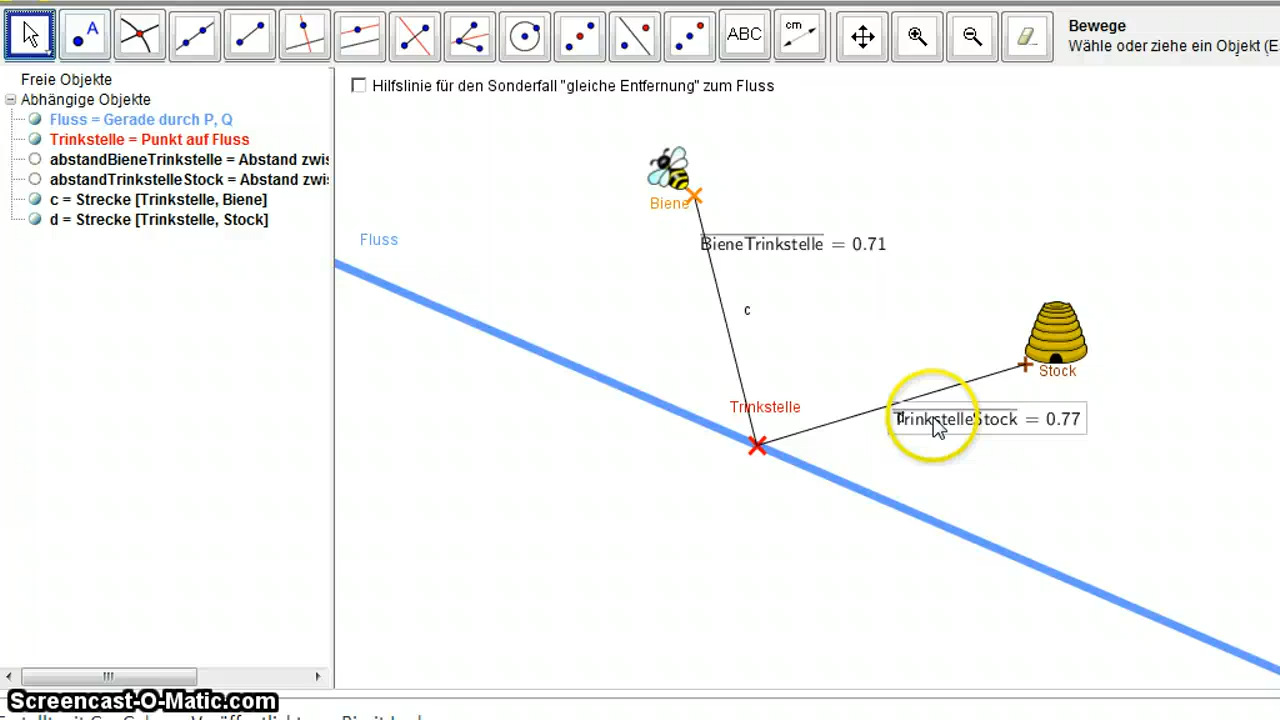 A
ABC
cm
Bewege
Wähle oder ziehe ein Objekt (E
Freie Objekte
Abhängige Objekte
Fluss = Gerade durch P, Q
Trinkstelle = Punkt auf Fluss
abstandBieneTrinkstelle = Abstand zwi
abstandTrinkstelleStock = Abstand zwi
c = Strecke [Trinkstelle, Biene]
d = Strecke [Trinkstelle, Stock]
Hilfslinie für den Sonderfall "gleiche Entfernung" zum Fluss
Biene
Fluss
BieneTrinkstelle = 0.71
c
Stock
Trinkstelle
d
TrinkstelleStock = 0.77
Screencast-O-Matic.com